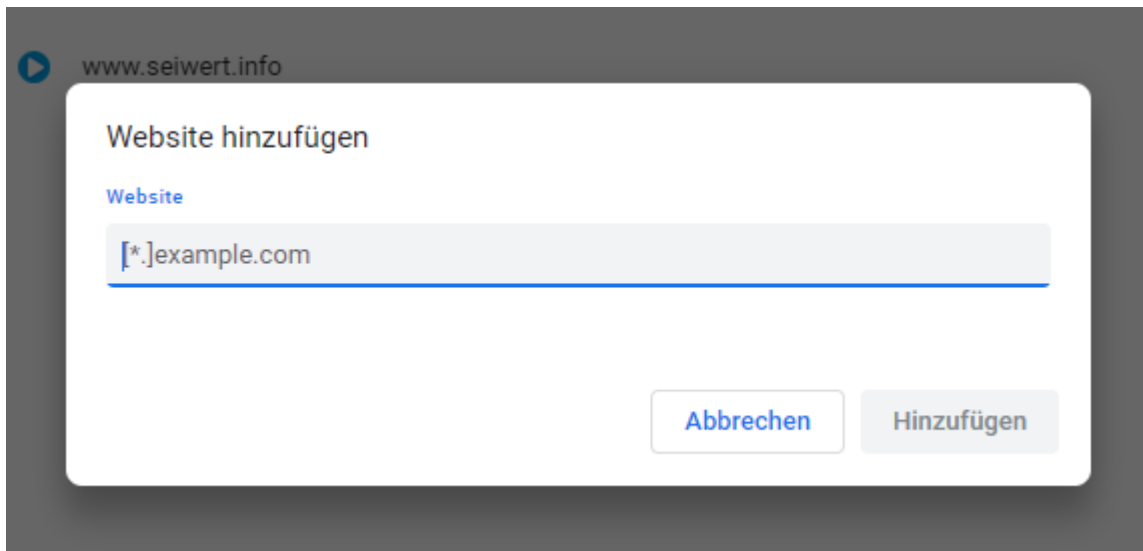 www.seiwert.info
Website hinzufügen
Website
[*.]example.com
Abbrechen
Hinzufügen